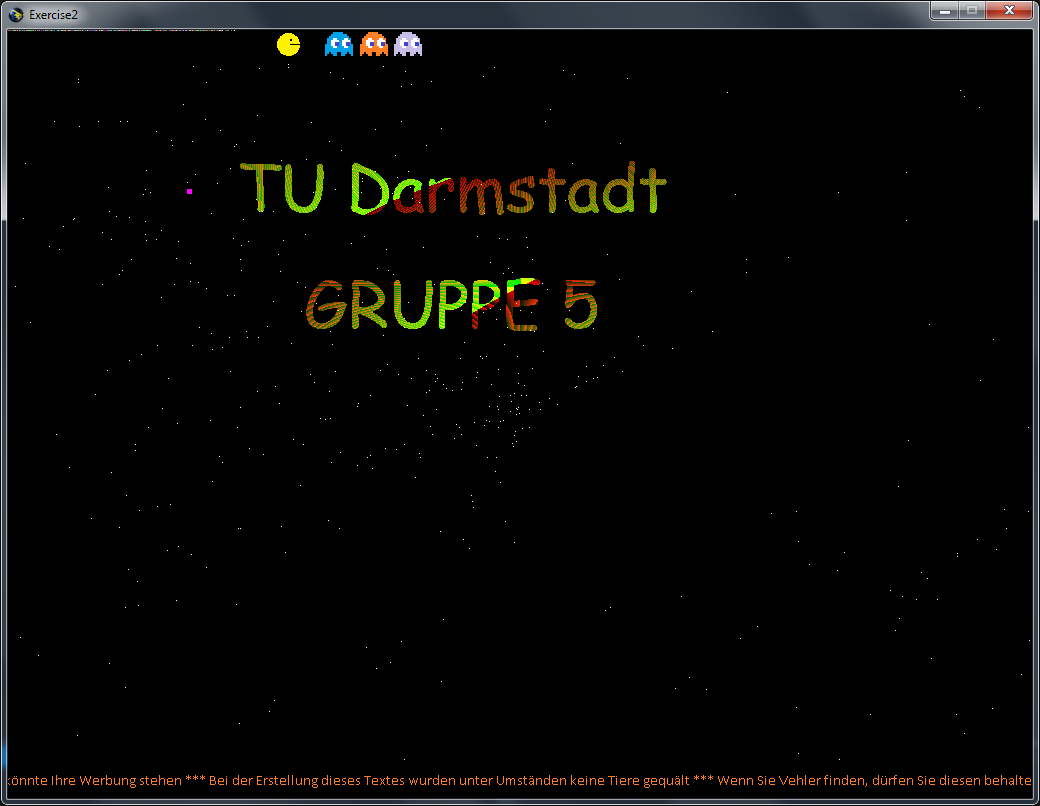 Exercise2
TU Darmstadt
GRUPPE 5
könnte Ihre Werbung stehen *** Bei der Erstellung dieses Textes wurden unter Umständen keine Tiere gequält *** Wenn Sie Vehler finden, dürfen Sie diesen behalte